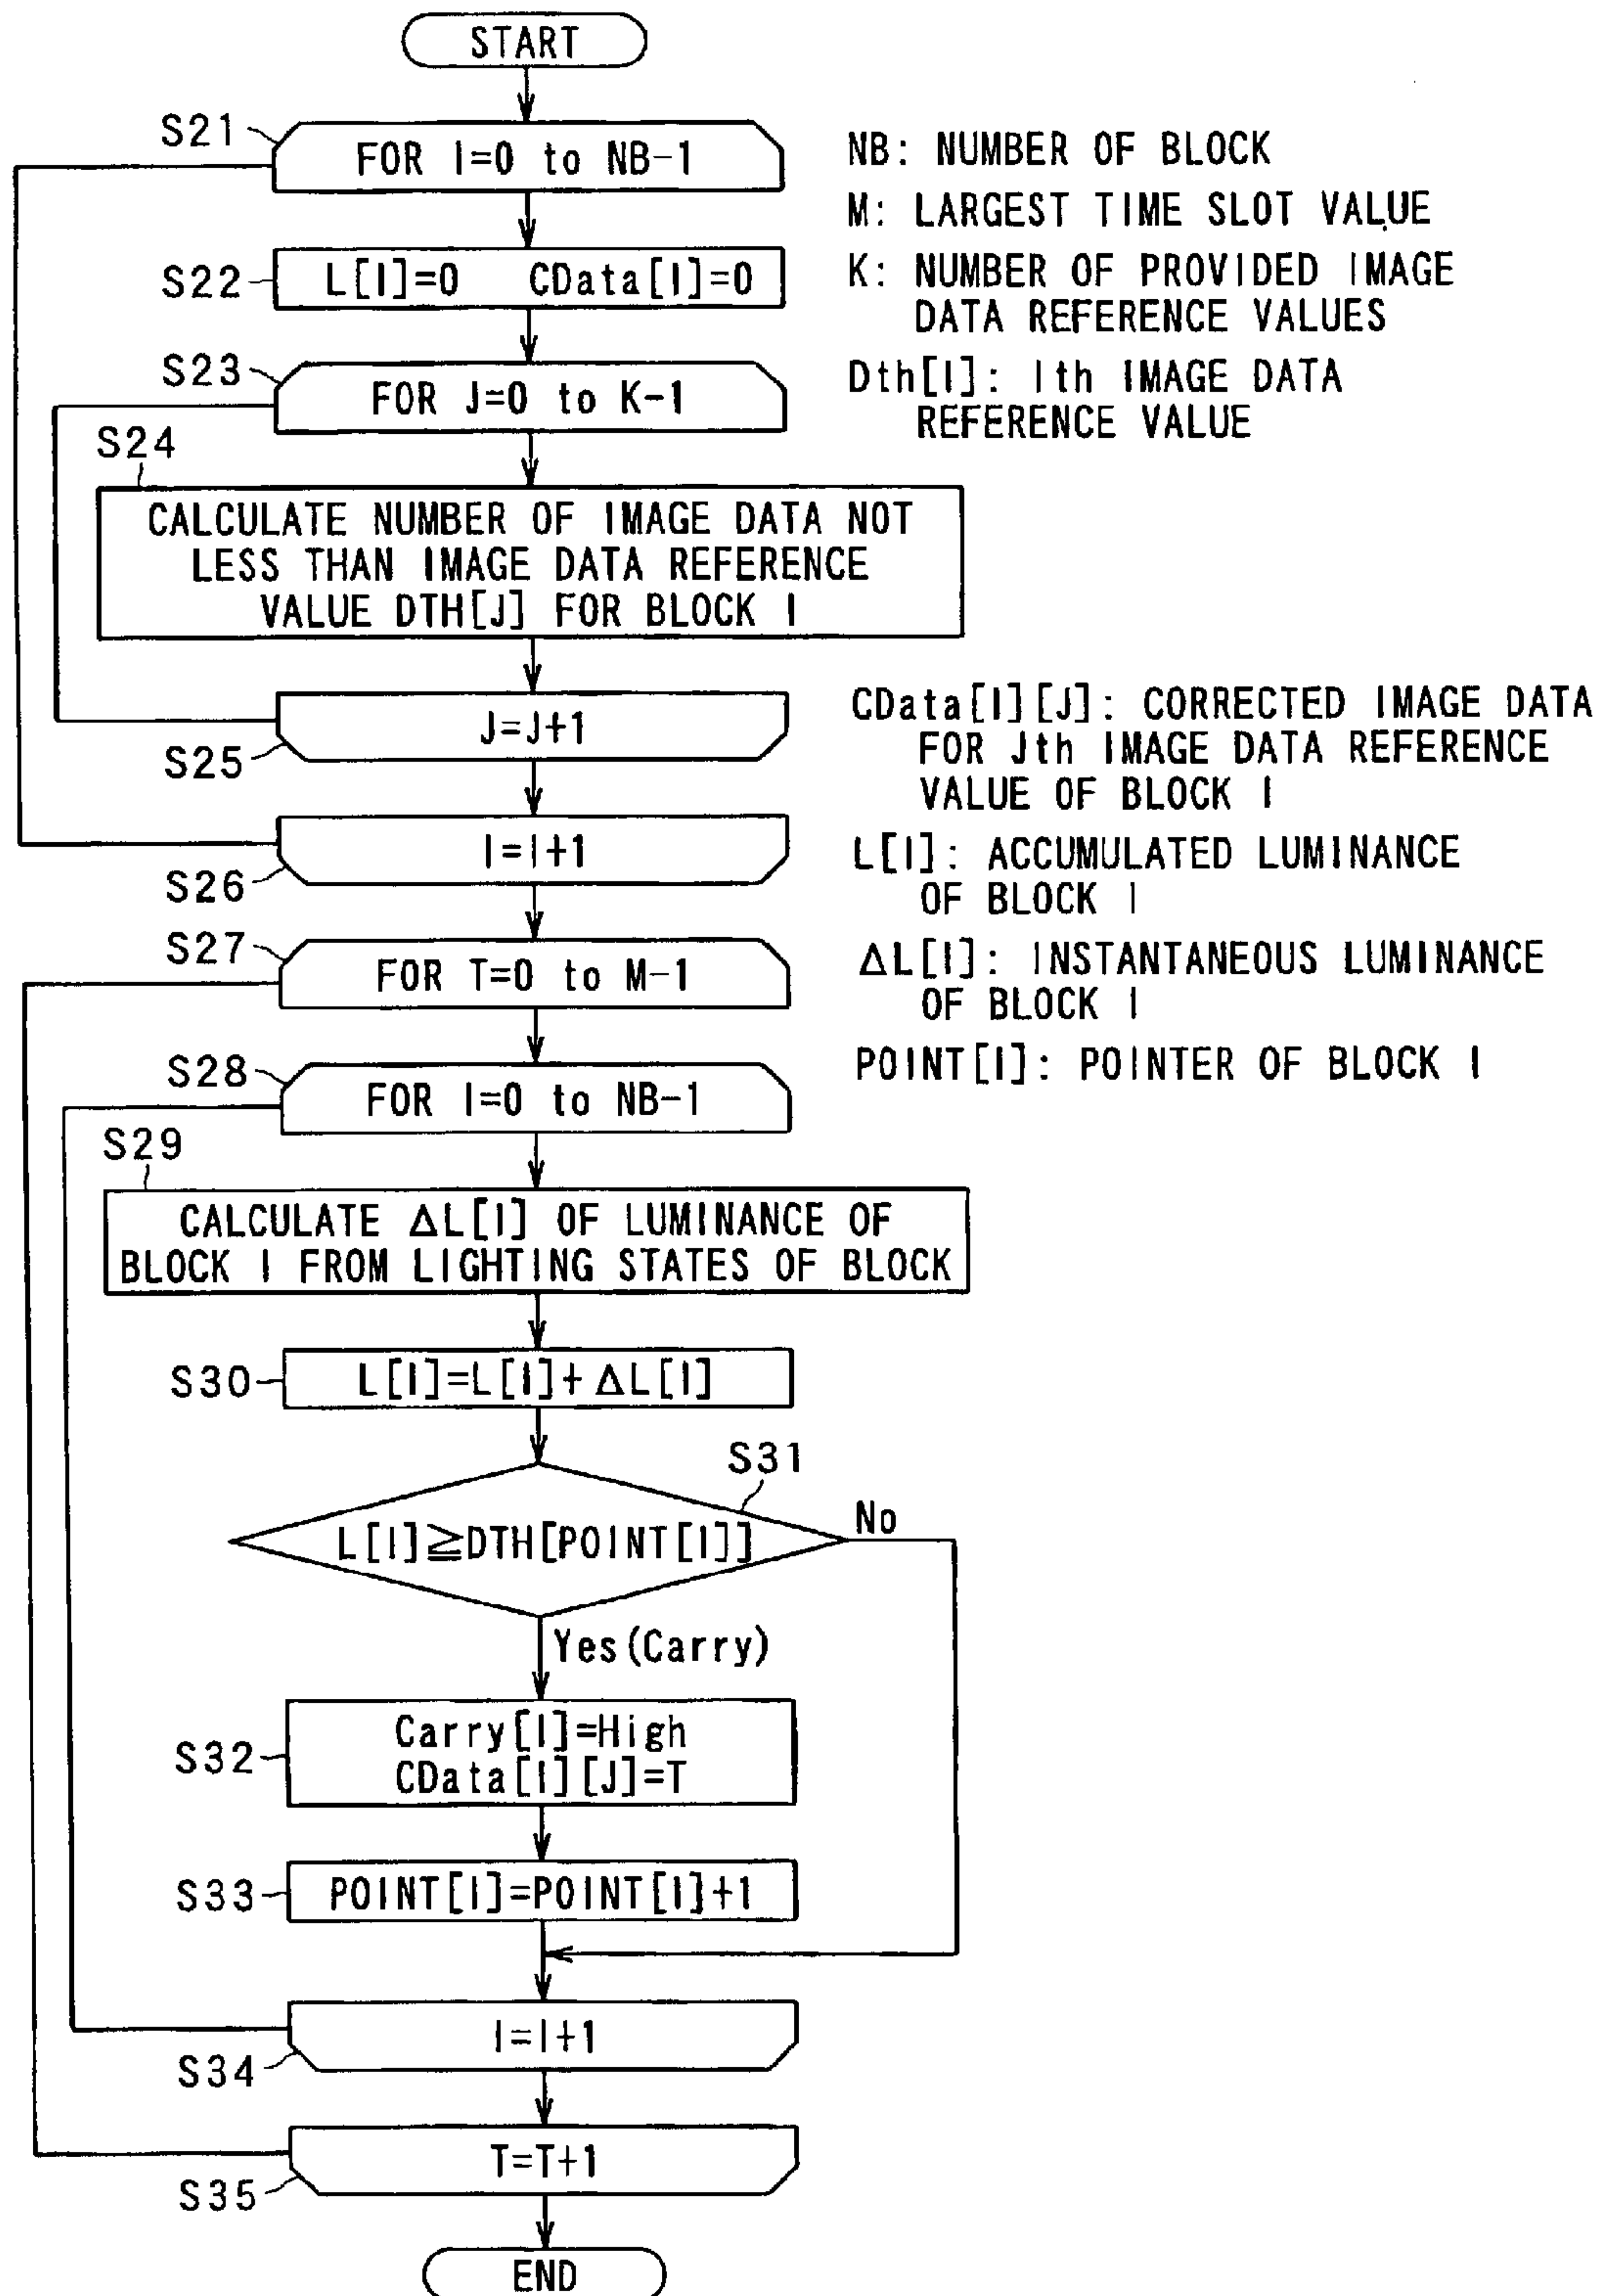 START
S21
FOR I=0 to NB-1
NB: NUMBER OF BLOCK
M: LARGEST TIME SLOT VALUE
K: NUMBER OF PROVIDED IMAGE
DATA REFERENCE VALUES
Dth[I]: Ith IMAGE DATA
REFERENCE VALUE
S22
L[I]=0 CData[I]=0
S23
FOR J=0 to K-1
S24
CALCULATE NUMBER OF IMAGE DATA NOT
LESS THAN IMAGE DATA REFERENCE
VALUE DTH[J] FOR BLOCK I
J=J+1
S25
CData[I][J]: CORRECTED IMAGE DATA
FOR Jth IMAGE DATA REFERENCE
VALUE OF BLOCK I
L[I]: ACCUMULATED LUMINANCE
OF BLOCK I
ΔL[I]: INSTANTANEOUS LUMINANCE
OF BLOCK I
POINT[I]: POINTER OF BLOCK I
I=I+1
S26
S27
FOR T=0 to M-1
S28
FOR I=0 to NB-1
S29
CALCULATE ΔL[I] OF LUMINANCE OF
BLOCK I FROM LIGHTING STATES OF BLOCK
S30
L[I]=L[I]+ΔL[I]
S31
L[I]≧DTH[POINT[I]]
No
Yes(Carry)
S32
Carry[I]=High
CData[I][J]=T
S33
POINT[I]=POINT[I]+1
I=I+1
S34
T=T+1
S35
END